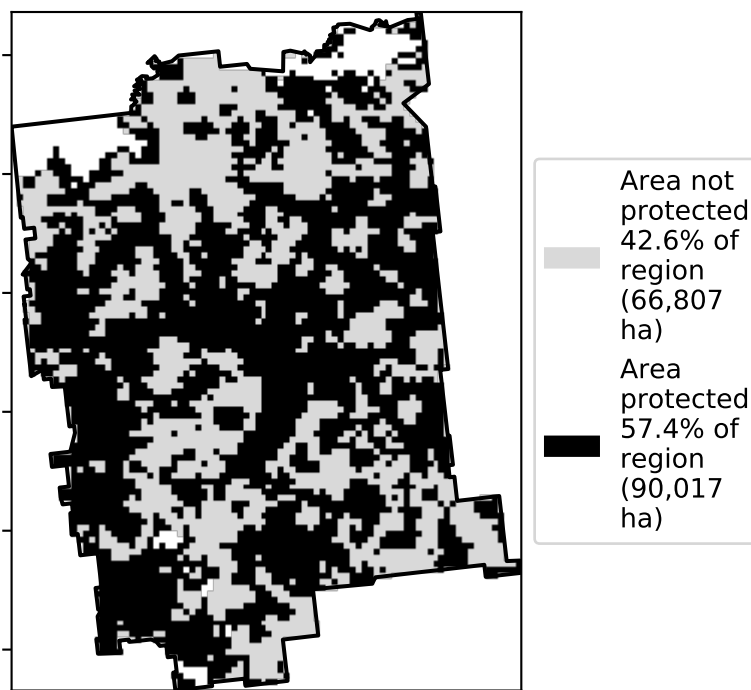 Area not
protected
42.6% of
region
(66,807
ha)
Area
protected
57.4% of
region
(90,017
ha)